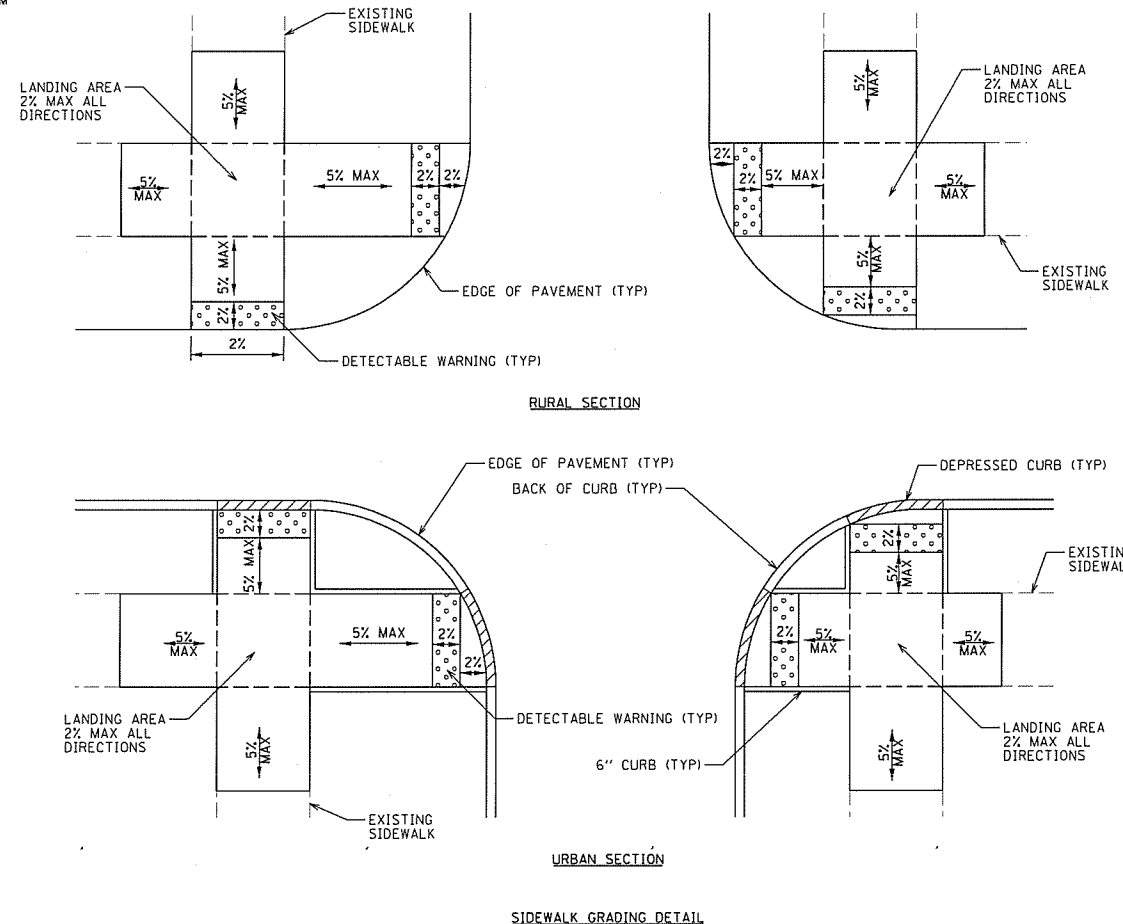 M
EXISTING
SIDEWALK
LANDING AREA
2% MAX ALL
DIRECTIONS
5%
MAX
5%
MAX
5% MAX
2%
2%
5% MAX
2%
2%
EDGE OF PAVEMENT (TYP)
DETECTABLE WARNING (TYP)
5%
MAX
LANDING AREA
2% MAX ALL
DIRECTIONS
2%
2%
5% MAX
5%
MAX
5%
MAX
2%
EXISTING
SIDEWALK
RURAL SECTION
EDGE OF PAVEMENT (TYP)
BACK OF CURB (TYP)
DEPRESSED CURB (TYP)
2%
5% MAX
5%
MAX
5% MAX
2%
2%
5%
MAX
LANDING AREA
2% MAX ALL
DIRECTIONS
DETECTABLE WARNING (TYP)
6" CURB (TYP)
EXISTING
SIDEWALK
2%
5%
MAX
2%
5%
MAX
5%
MAX
5%
MAX
EXISTIN
SIDEWAL
LANDING AREA
2% MAX ALL
DIRECTIONS
URBAN SECTION
SIDEWALK GRADING DETAIL